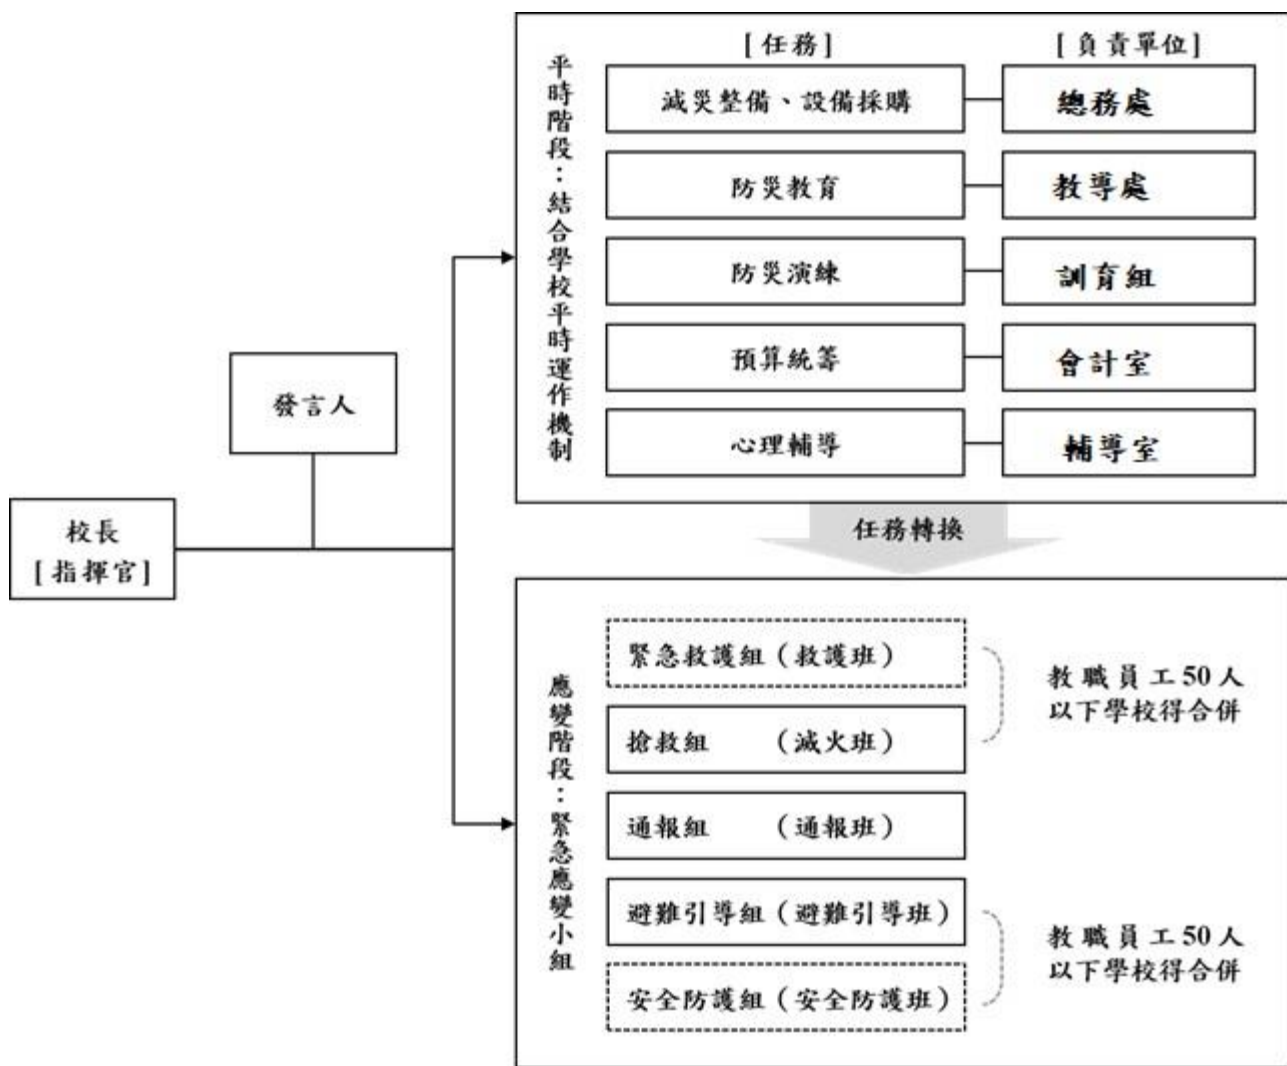 [任務]
[負責單位]
平時階段：結合學校平時運作機制
減災整備、設備採購
總務處
防災教育
教導處
防災演練
訓育組
預算統籌
會計室
心理輔導
輔導室
發言人
校長
[指揮官]
任務轉換
應變階段：緊急應變小組
緊急救護組（救護班）
搶救組　　（滅火班）
教職員工50人
以下學校得合併
通報組　　（通報班）
避難引導組（避難引導班）
安全防護組（安全防護班）
教職員工50人
以下學校得合併